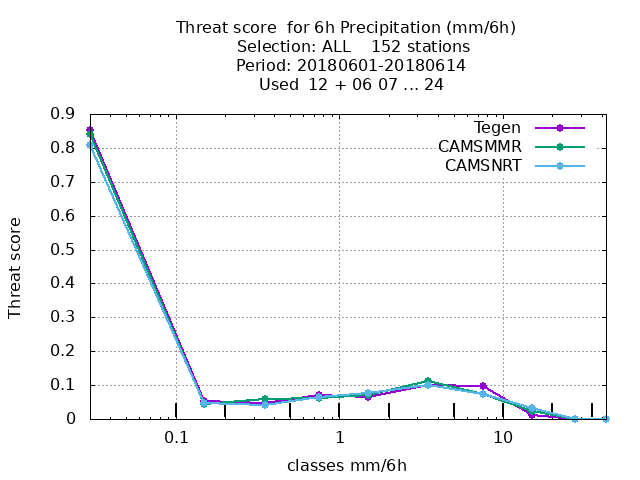 Threat score  for 6h Precipitation (mm/6h)
Selection: ALL    152 stations
Period: 20180601-20180614
Used  12 + 06 07 ... 24
Tegen
CAMSMMR
CAMSNRT
0.9
0.8
0.7
0.6
0.5
0.4
0.3
0.2
0.1
0
Threat score
0.1 1 10
classes mm/6h